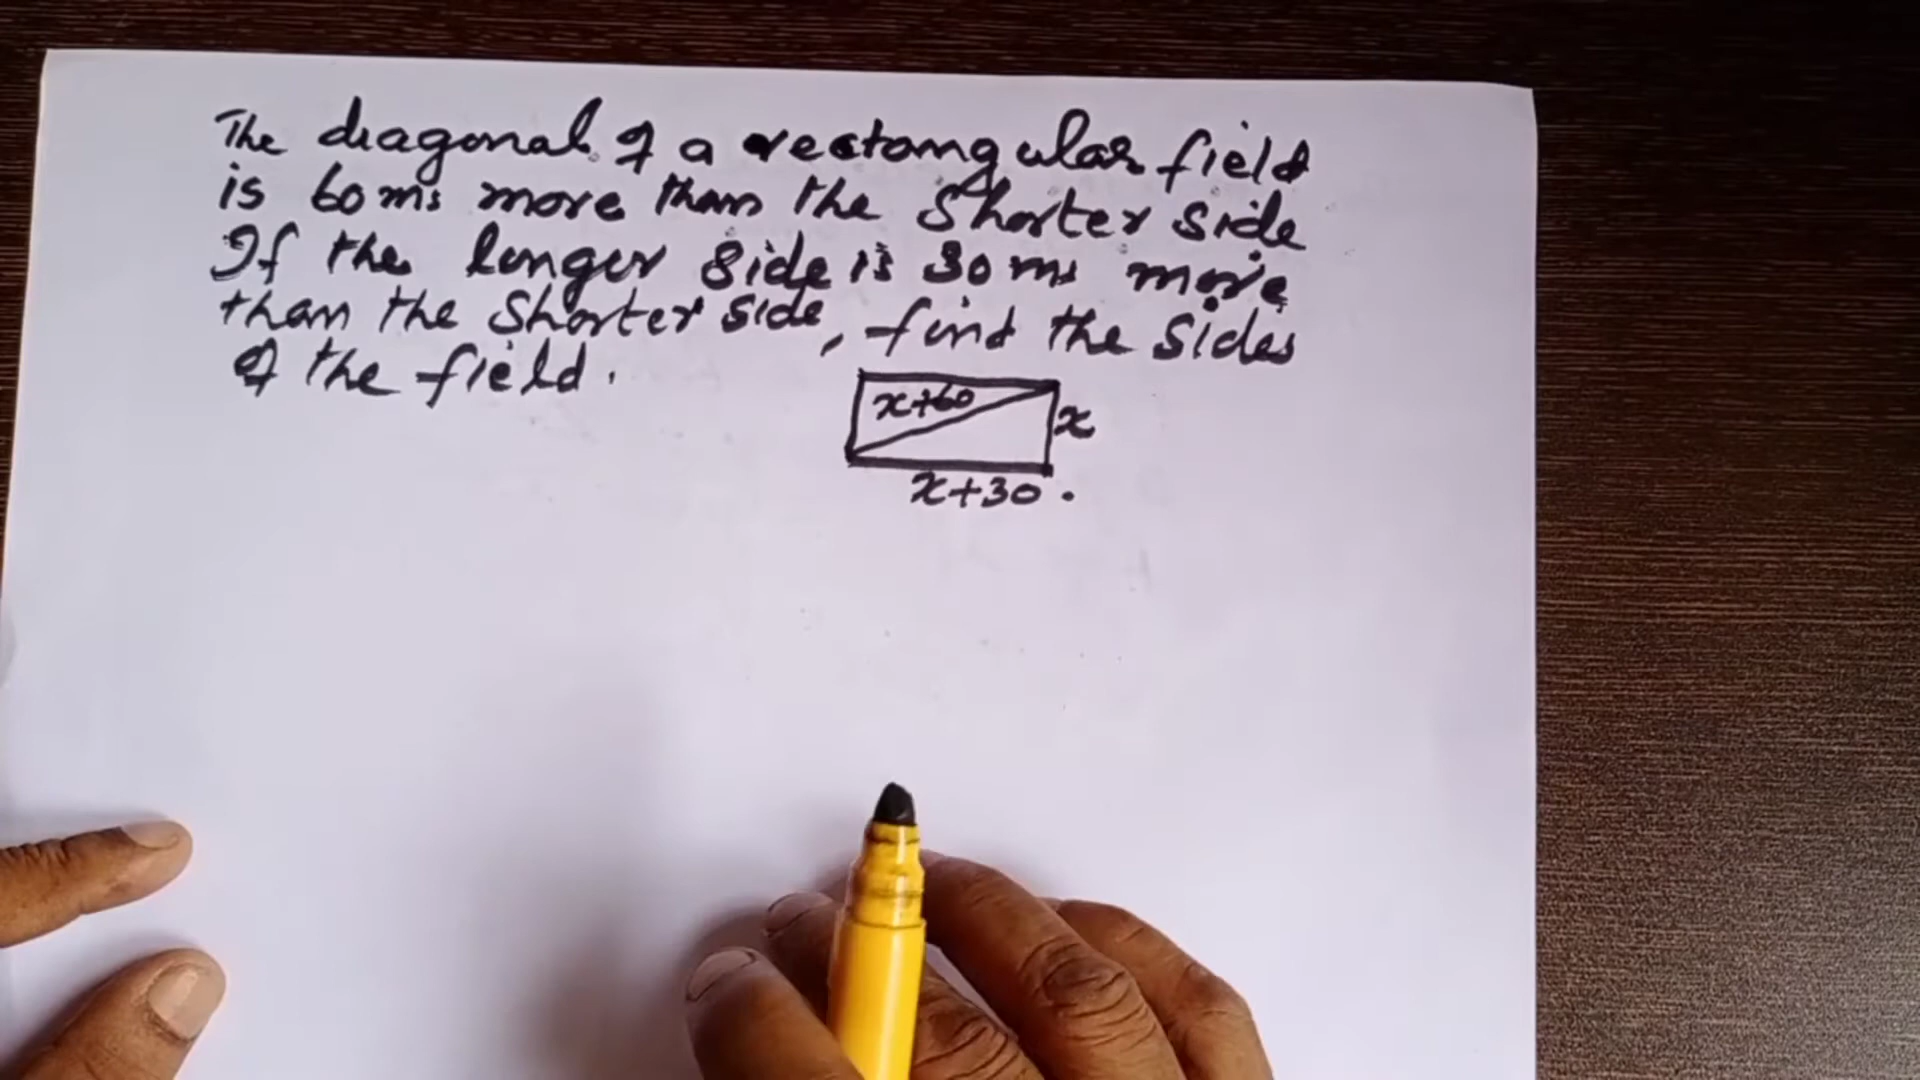 The diagonal of a rectangular field
is 60 ms more than the shorter side
If the longer side is 30 ms more
than the shorter side, find the sides
of the field.
x+60
x
x+30.